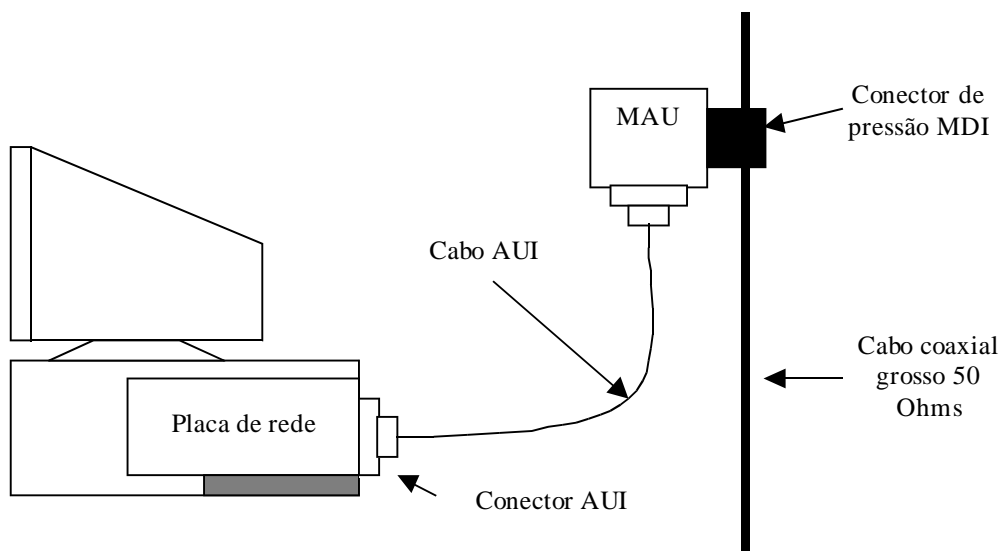 MAU
Conector de
pressão MDI
Cabo AUI
Cabo coaxial
grosso 50
Ohms
Placa de rede
Conector AUI